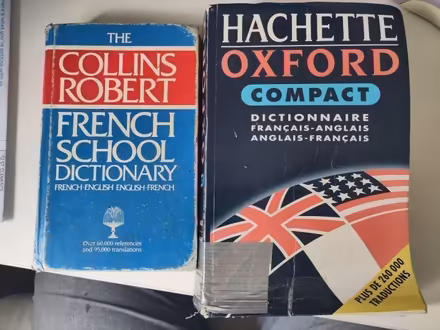 THE
COLLINS
ROBERT
FRENCH
SCHOOL
DICTIONARY
FRENCH·ENGLISH ENGLISH·FRENCH
Over 60,000 references
and 95,000 translations
HACHETTE
OXFORD
COMPACT
DICTIONNAIRE
FRANÇAIS-ANGLAIS
ANGLAIS-FRANÇAIS
PLUS DE 260 000
TRADUCTIONS